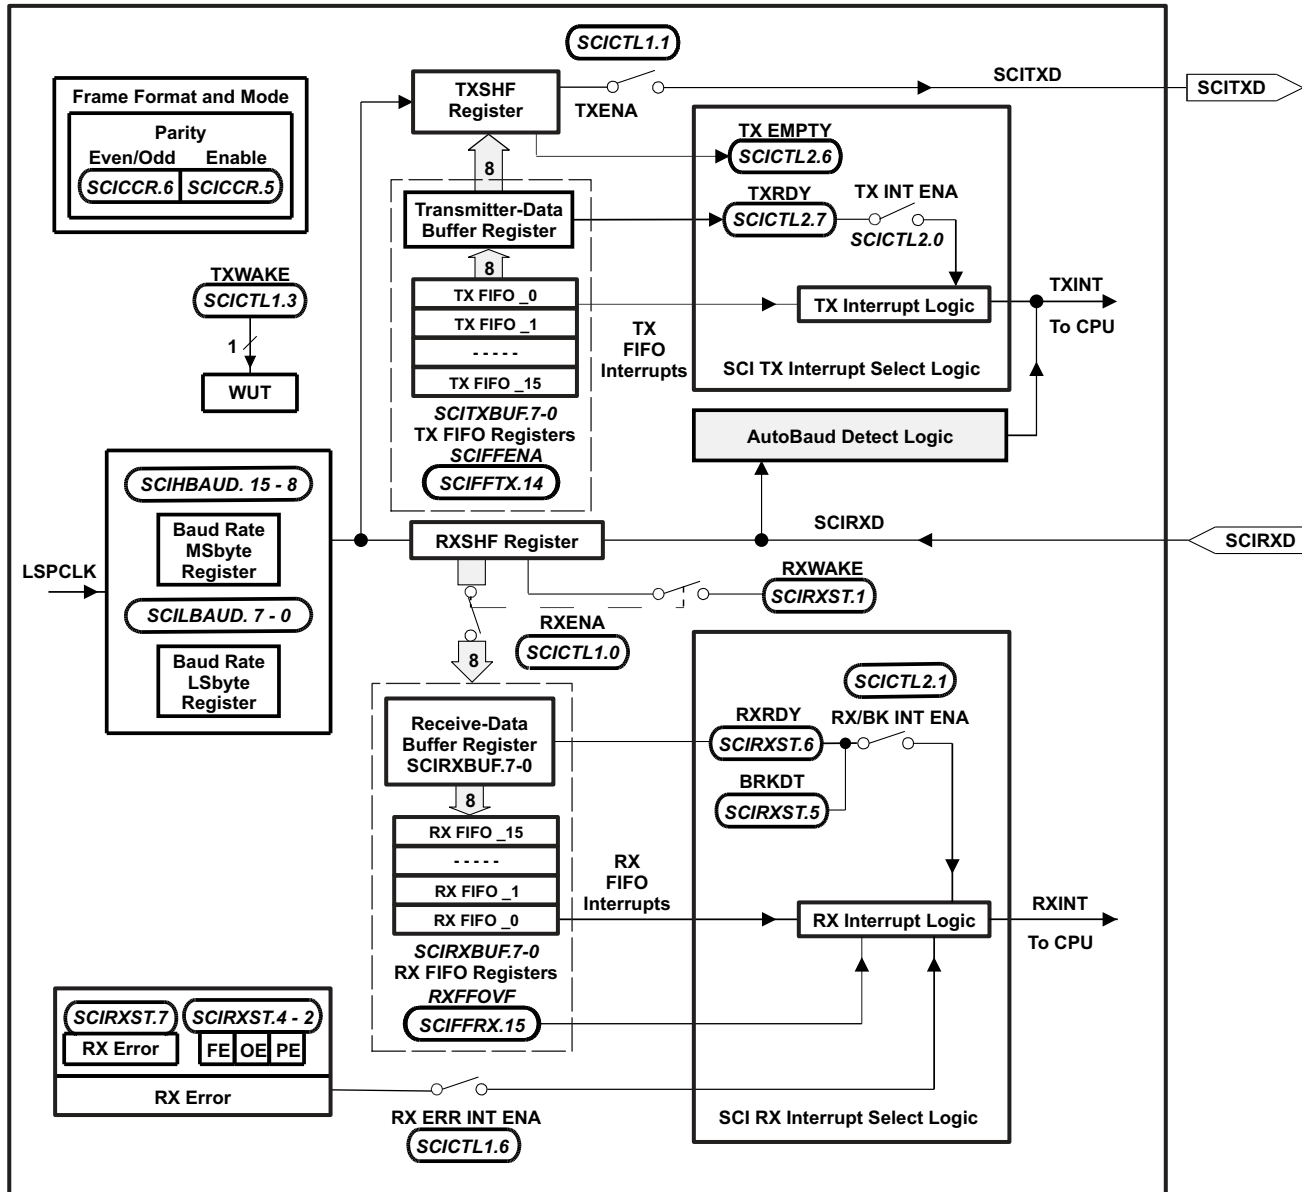 SCICTL1.1
TXSHF
Register
TXENA
SCITXD
SCITXD
Frame Format and Mode
Parity
Even/Odd Enable
SCICCR.6 SCICCR.5
8
TX EMPTY
SCICTL2.6
Transmitter-Data
Buffer Register
TXRDY
SCICTL2.7
TX INT ENA
SCICTL2.0
8
TXWAKE
SCICTL1.3
1
WUT
TX FIFO _0
TX FIFO _1
- - - - -
TX FIFO _15
TX
FIFO
Interrupts
TX Interrupt Logic
TXINT
To CPU
SCI TX Interrupt Select Logic
SCITXBUF.7-0
TX FIFO Registers
SCIFFENA
SCIFFTX.14
AutoBaud Detect Logic
LSPCLK
SCIHBAUD. 15 - 8
Baud Rate
MSbyte
Register
SCILBAUD. 7 - 0
Baud Rate
LSbyte
Register
RXSHF Register
SCIRXD
SCIRXD
RXWAKE
SCIRXST.1
RXENA
SCICTL1.0
8
Receive-Data
Buffer Register
SCIRXBUF.7-0
8
SCICTL2.1
RXRDY
SCIRXST.6
RX/BK INT ENA
BRKDT
SCIRXST.5
RX FIFO _15
- - - - -
RX FIFO _1
RX FIFO _0
RX
FIFO
Interrupts
RX Interrupt Logic
RXINT
To CPU
SCIRXBUF.7-0
RX FIFO Registers
RXFFOVF
SCIFFRX.15
SCIRXST.7 SCIRXST.4 - 2
RX Error FE OE PE
RX Error
RX ERR INT ENA
SCICTL1.6
SCI RX Interrupt Select Logic